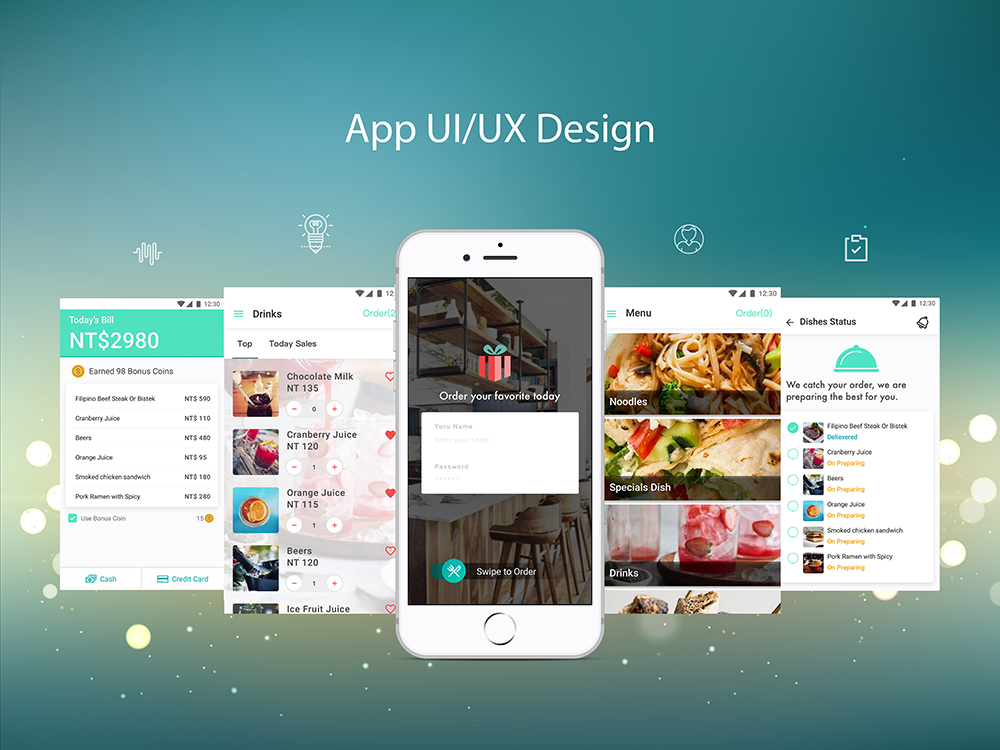 App UI/UX Design
12:30
Today's Bill
NT$2980
Earned 98 Bonus Coins
Filipino Beef Steak Or Bistek NT$ 590
Cranberry Juice NT$ 110
Beers NT$ 480
Orange Juice NT$ 95
Smoked chicken sandwich NT$ 180
Pork Ramen with Spicy NT$ 280
Use Bonus Coin 15
Cash Credit Card
12
Drinks Order(2
Top Today Sales
Chocolate Milk
NT 135
0
Cranberry Juice
NT 120
1
Orange Juice
NT 115
1
Beers
NT 120
1
Ice Fruit Juice
Order your favorite today
Yoru Name
Enter your name
Password
Swipe to Order
12:30
Menu Order(0)
Noodles
Specials Dish
Drinks
12:30
Dishes Status
We catch your order, we are
preparing the best for you.
Filipino Beef Steak Or Bistek
Delievered
Cranberry Juice
On Preparing
Beers
On Preparing
Orange Juice
On Preparing
Smoked chicken sandwich
On Preparing
Pork Ramen with Spicy
On Preparing